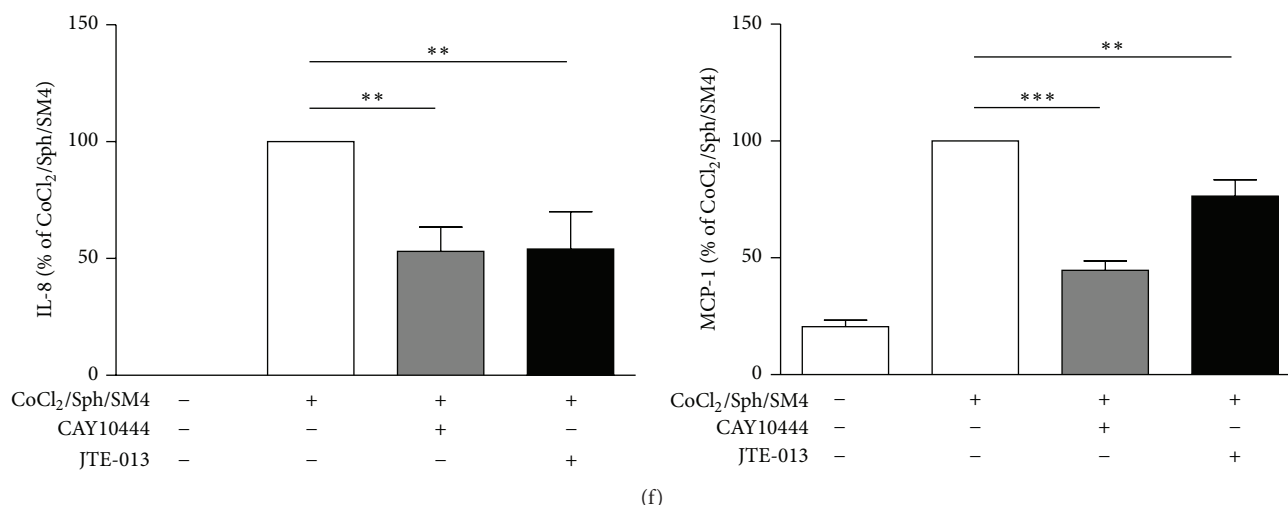 150
100
50
0
IL-8 (% of CoCl₂/Sph/SM4)
**
**
CoCl₂/Sph/SM4 − + + +
CAY10444 − − + −
JTE-013 − − − +
150
100
50
0
MCP-1 (% of CoCl₂/Sph/SM4)
**
***
CoCl₂/Sph/SM4 − + + +
CAY10444 − − + −
JTE-013 − − − +
(f)